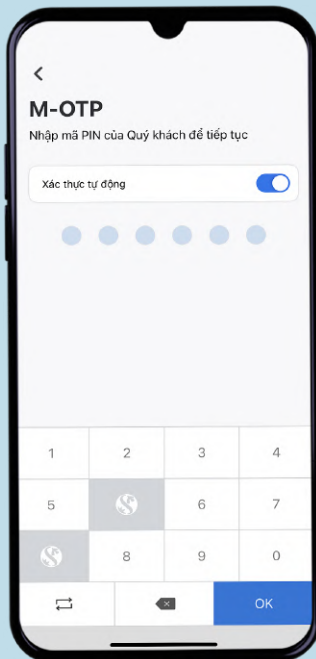 M-OTP
Nhập mã PIN của Quý khách để tiếp tục
Xác thực tự động
1 2 3 4
5 6 7
8 9 0
OK